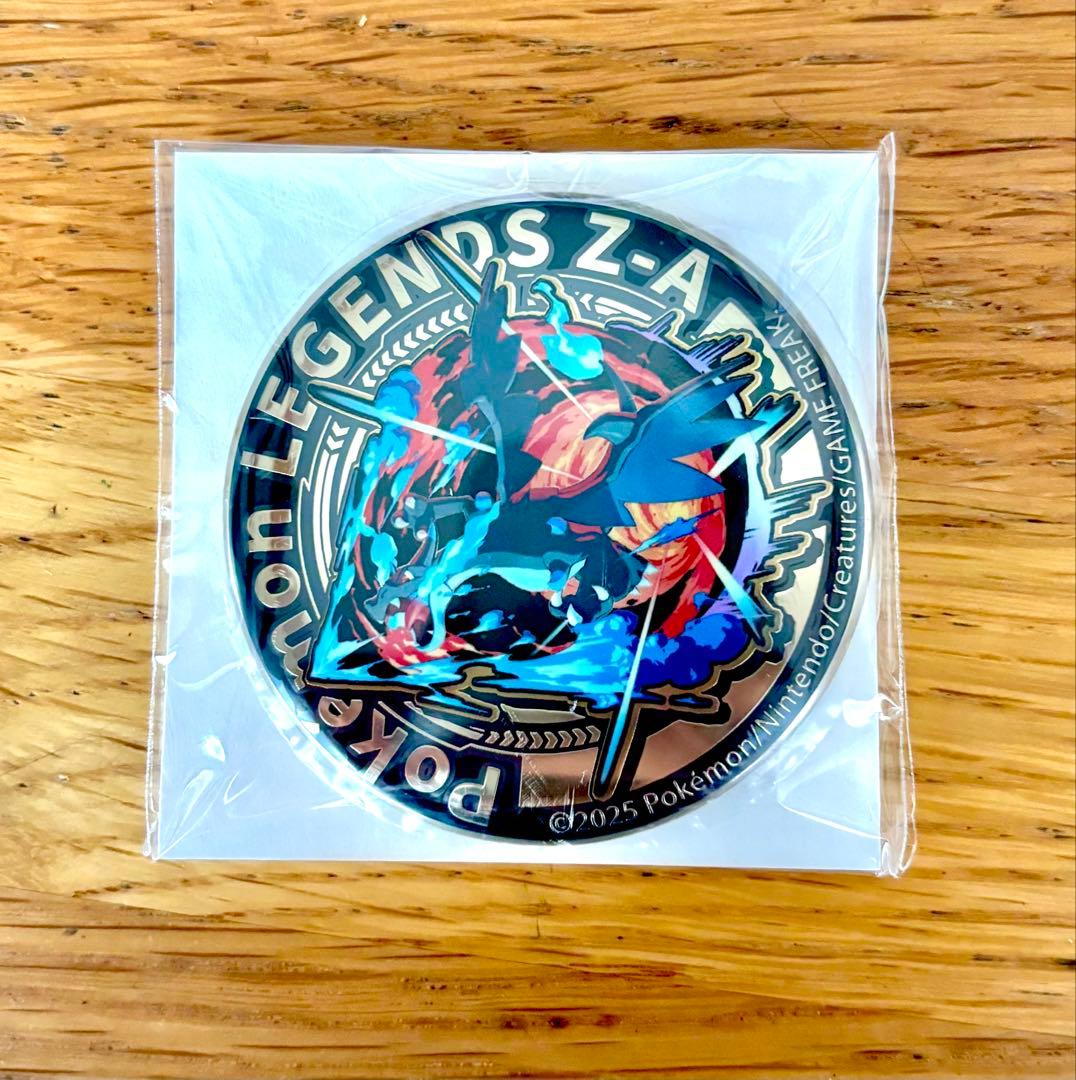 Pokémon LEGENDS Z-A
©2025 Pokémon/Nintendo/Creatures/GAME FREAK.